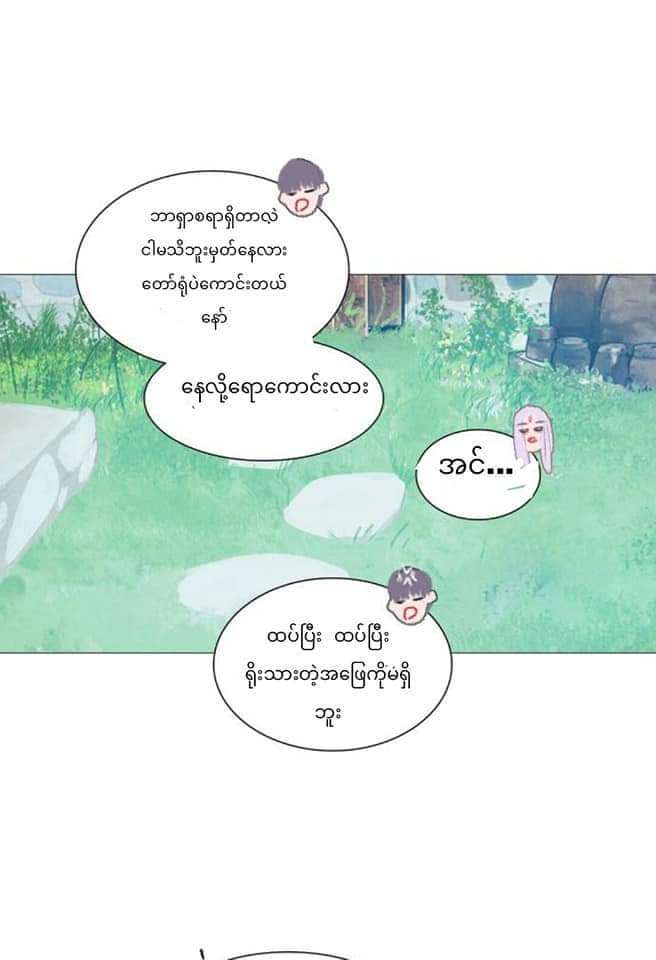 ဘာရှာစရာရှိတာလဲ
ငါမသိဘူးမှတ်နေလား
တော်ရုံပဲကောင်းတယ်
နော်
နေလို့ရောကောင်းလား
အင်...
ထပ်ပြီး ထပ်ပြီး
ရိုးသားတဲ့အဖြေကိုမံရှိ
ဘူး